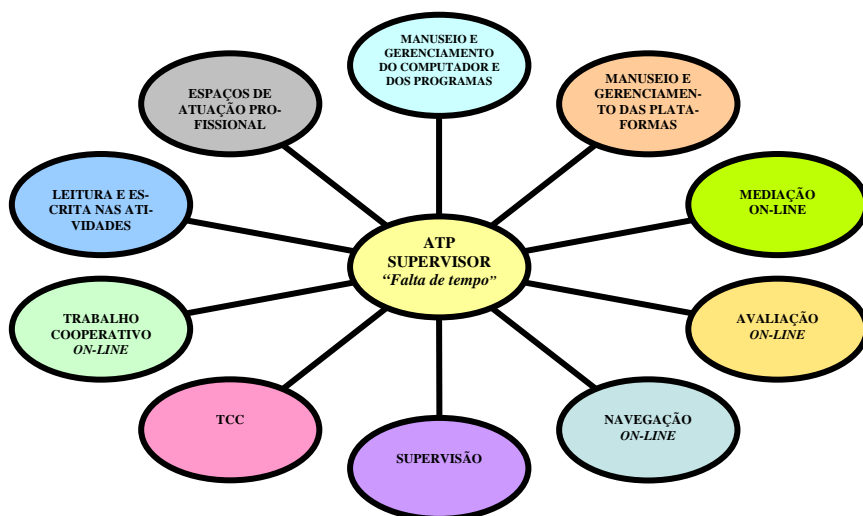 MANUSEIO E
GERENCIAMENTO
DO COMPUTADOR E
DOS PROGRAMAS
ESPAÇOS DE
ATUAÇÃO PRO-
FISSIONAL
MANUSEIO E
GERENCIAMEN-
TO DAS PLATA-
FORMAS
LEITURA E ES-
CRITA NAS ATI-
VIDADES
MEDIAÇÃO
ON-LINE
ATP
SUPERVISOR
“Falta de tempo”
TRABALHO
COOPERATIVO
ON-LINE
AVALIAÇÃO
ON-LINE
TCC
NAVEGAÇÃO
ON-LINE
SUPERVISÃO